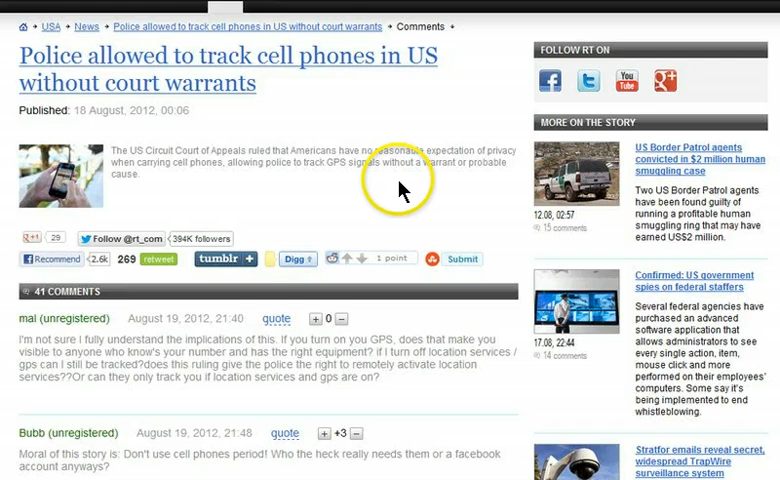 USA News Police allowed to track cell phones in US without court warrants Comments
Police allowed to track cell phones in US
without court warrants
Published: 18 August, 2012, 00:06
The US Circuit Court of Appeals ruled that Americans have no reasonable expectation of privacy
when carrying cell phones, allowing police to track GPS signals without a warrant or probable
cause.
+1 29 Follow @rt_com 394K followers
Recommend 2.6k 269 retweet tumblr + Digg 1 point Submit
41 COMMENTS
mal (unregistered) August 19, 2012, 21:40 quote + 0 −
I'm not sure I fully understand the implications of this. If you turn on you GPS, does that make you
visible to anyone who know's your number and has the right equipment? if I turn off location services /
gps can I still be tracked?does this ruling give the police the right to remotely activate location
services??Or can they only track you if location services and gps are on?
Bubb (unregistered) August 19, 2012, 21:48 quote + +3 −
Moral of this story is: Don't use cell phones period! Who the heck really needs them or a facebook
account anyways?
FOLLOW RT ON
f t You Tube g+
MORE ON THE STORY
US Border Patrol agents
convicted in $2 million human
smuggling case
Two US Border Patrol agents
have been found guilty of
running a profitable human
smuggling ring that may have
earned US$2 million.
12.08, 02:57
15 comments
Confirmed: US government
spies on federal staffers
Several federal agencies have
purchased an advanced
software application that
allows administrators to see
every single action, item,
mouse click and more
performed on their employees'
computers. Some say it's
being implemented to end
whistleblowing.
17.08, 22:44
14 comments
Stratfor emails reveal secret,
widespread TrapWire
surveillance system